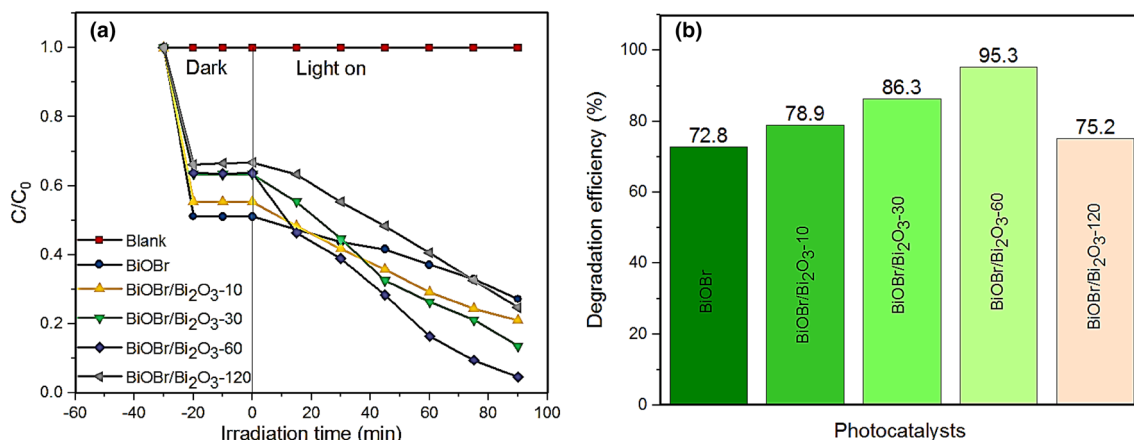 (a)
Dark
Light on
C/C₀
1.0
0.8
0.6
0.4
0.2
0.0
Blank
BiOBr
BiOBr/Bi₂O₃-10
BiOBr/Bi₂O₃-30
BiOBr/Bi₂O₃-60
BiOBr/Bi₂O₃-120
-60 -40 -20 0 20 40 60 80 100
Irradiation time (min)
(b)
Degradation efficiency (%)
100
80
60
40
20
0
72.8
78.9
86.3
95.3
75.2
BiOBr
BiOBr/Bi₂O₃-10
BiOBr/Bi₂O₃-30
BiOBr/Bi₂O₃-60
BiOBr/Bi₂O₃-120
Photocatalysts